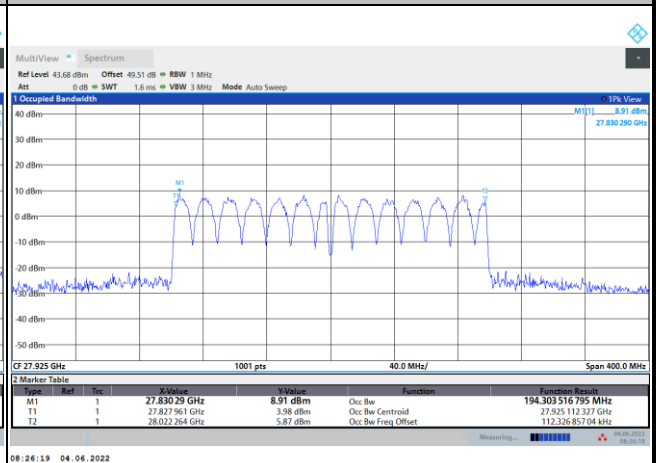 MultiView Spectrum
Ref Level 43.68 dBm Offset 49.51 dB RBW 1 MHz
Att 0 dB SWT 1.6 ms VBW 3 MHz Mode Auto Sweep
1 Occupied Bandwidth 1Pk View
M1[1] 8.91 dBm
27.830 290 GHz
40 dBm
30 dBm
20 dBm
M1
T1
T2
10 dBm
0 dBm
-10 dBm
-20 dBm
-30 dBm
-40 dBm
-50 dBm
CF 27.925 GHz 1001 pts 40.0 MHz/ Span 400.0 MHz
2 Marker Table
Type Ref Trc X-Value Y-Value Function Function Result
M1 1 27.830 29 GHz 8.91 dBm Occ Bw 194.303 516 795 MHz
T1 1 27.827 961 GHz 3.98 dBm Occ Bw Centroid 27.925 112 327 GHz
T2 1 28.022 264 GHz 5.87 dBm Occ Bw Freq Offset 112.326 857 04 kHz
Measuring... 04.06.2022
08:26:18
08:26:19 04.06.2022